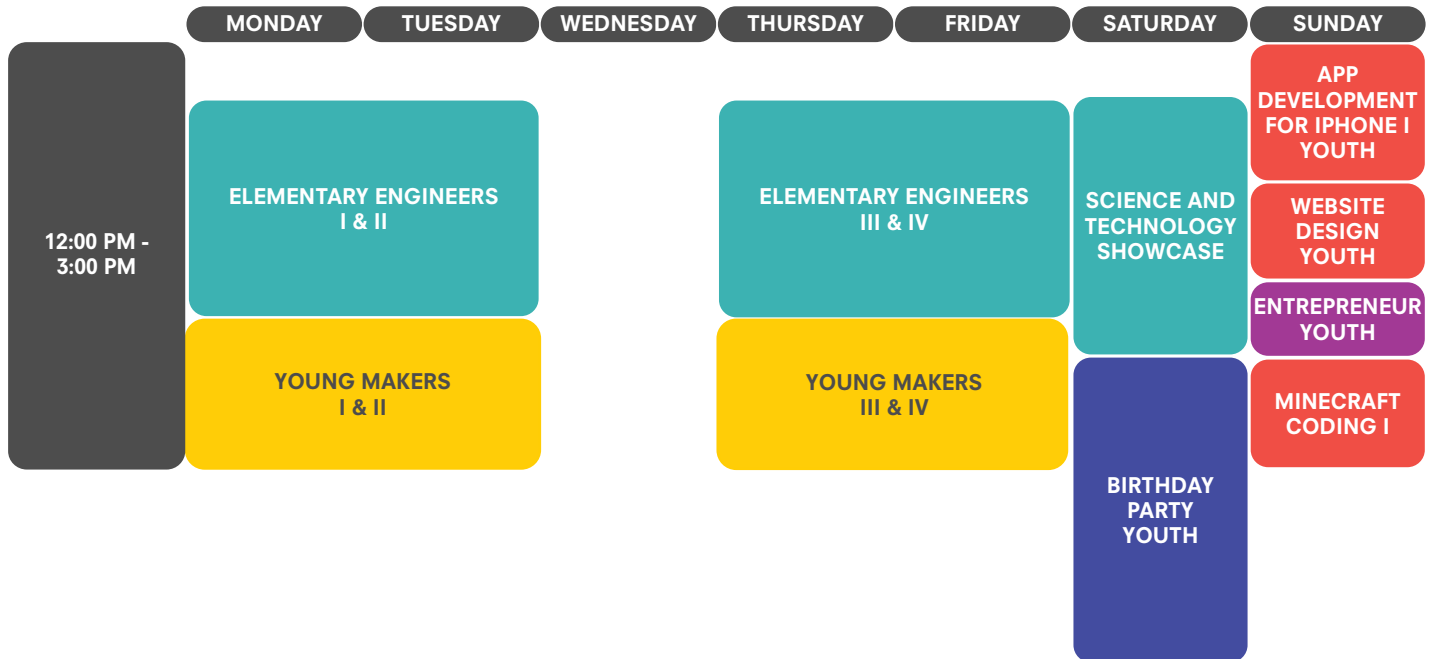 MONDAY
TUESDAY
WEDNESDAY
THURSDAY
FRIDAY
SATURDAY
SUNDAY
12:00 PM -
3:00 PM
ELEMENTARY ENGINEERS
I & II
YOUNG MAKERS
I & II
ELEMENTARY ENGINEERS
III & IV
YOUNG MAKERS
III & IV
SCIENCE AND
TECHNOLOGY
SHOWCASE
BIRTHDAY
PARTY
YOUTH
APP
DEVELOPMENT
FOR IPHONE I
YOUTH
WEBSITE
DESIGN
YOUTH
ENTREPRENEUR
YOUTH
MINECRAFT
CODING I